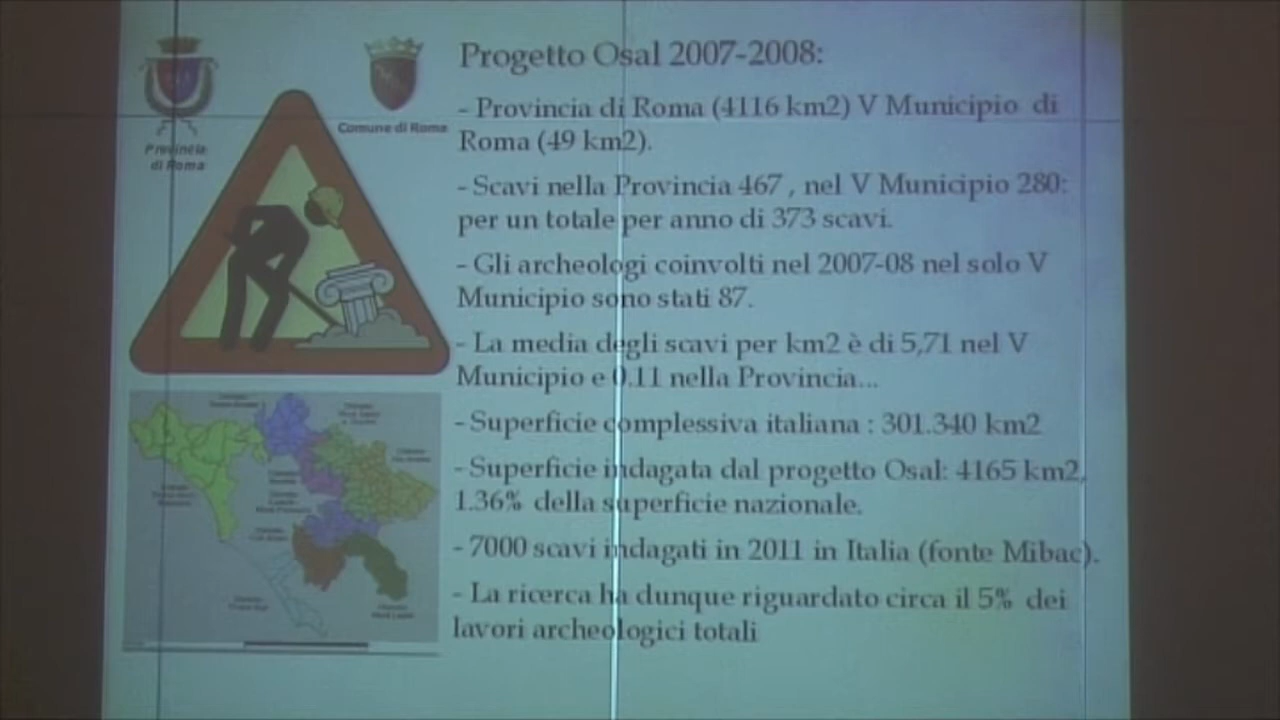 Provincia
di Roma
Comune di Roma
Progetto Osal 2007-2008:
- Provincia di Roma (4116 km2) V Municipio di
Roma (49 km2).
- Scavi nella Provincia 467 , nel V Municipio 280:
per un totale per anno di 373 scavi.
- Gli archeologi coinvolti nel 2007-08 nel solo V
Municipio sono stati 87.
- La media degli scavi per km2 è di 5,71 nel V
Municipio e 0.11 nella Provincia...
- Superficie complessiva italiana : 301.340 km2
- Superficie indagata dal progetto Osal: 4165 km2,
1.36% della superficie nazionale.
- 7000 scavi indagati in 2011 in Italia (fonte Mibac).
- La ricerca ha dunque riguardato circa il 5% dei
lavori archeologici totali